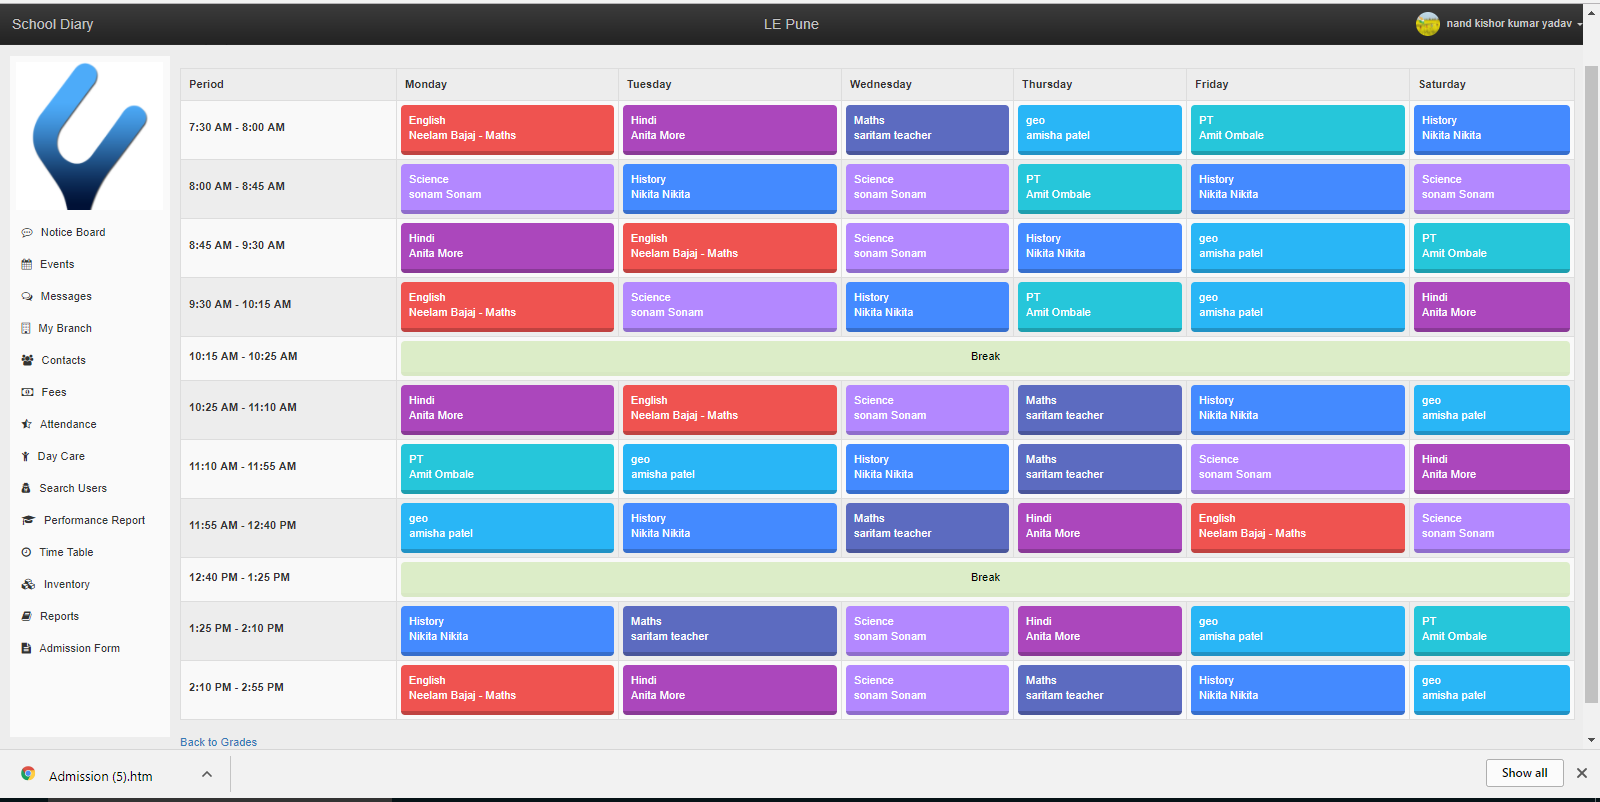 School Diary
LE Pune
nand kishor kumar yadav
Notice Board
Events
Messages
My Branch
Contacts
Fees
Attendance
Day Care
Search Users
Performance Report
Time Table
Inventory
Reports
Admission Form
Period Monday Tuesday Wednesday Thursday Friday Saturday
7:30 AM - 8:00 AM
English
Neelam Bajaj - Maths
Hindi
Anita More
Maths
saritam teacher
geo
amisha patel
PT
Amit Ombale
History
Nikita Nikita
8:00 AM - 8:45 AM
Science
sonam Sonam
History
Nikita Nikita
Science
sonam Sonam
PT
Amit Ombale
History
Nikita Nikita
Science
sonam Sonam
8:45 AM - 9:30 AM
Hindi
Anita More
English
Neelam Bajaj - Maths
Science
sonam Sonam
History
Nikita Nikita
geo
amisha patel
PT
Amit Ombale
9:30 AM - 10:15 AM
English
Neelam Bajaj - Maths
Science
sonam Sonam
History
Nikita Nikita
PT
Amit Ombale
geo
amisha patel
Hindi
Anita More
10:15 AM - 10:25 AM
Break
10:25 AM - 11:10 AM
Hindi
Anita More
English
Neelam Bajaj - Maths
Science
sonam Sonam
Maths
saritam teacher
History
Nikita Nikita
geo
amisha patel
11:10 AM - 11:55 AM
PT
Amit Ombale
geo
amisha patel
History
Nikita Nikita
Maths
saritam teacher
Science
sonam Sonam
Hindi
Anita More
11:55 AM - 12:40 PM
geo
amisha patel
History
Nikita Nikita
Maths
saritam teacher
Hindi
Anita More
English
Neelam Bajaj - Maths
Science
sonam Sonam
12:40 PM - 1:25 PM
Break
1:25 PM - 2:10 PM
History
Nikita Nikita
Maths
saritam teacher
Science
sonam Sonam
Hindi
Anita More
geo
amisha patel
PT
Amit Ombale
2:10 PM - 2:55 PM
English
Neelam Bajaj - Maths
Hindi
Anita More
Science
sonam Sonam
Maths
saritam teacher
History
Nikita Nikita
geo
amisha patel
Back to Grades
Admission (5).htm
Show all